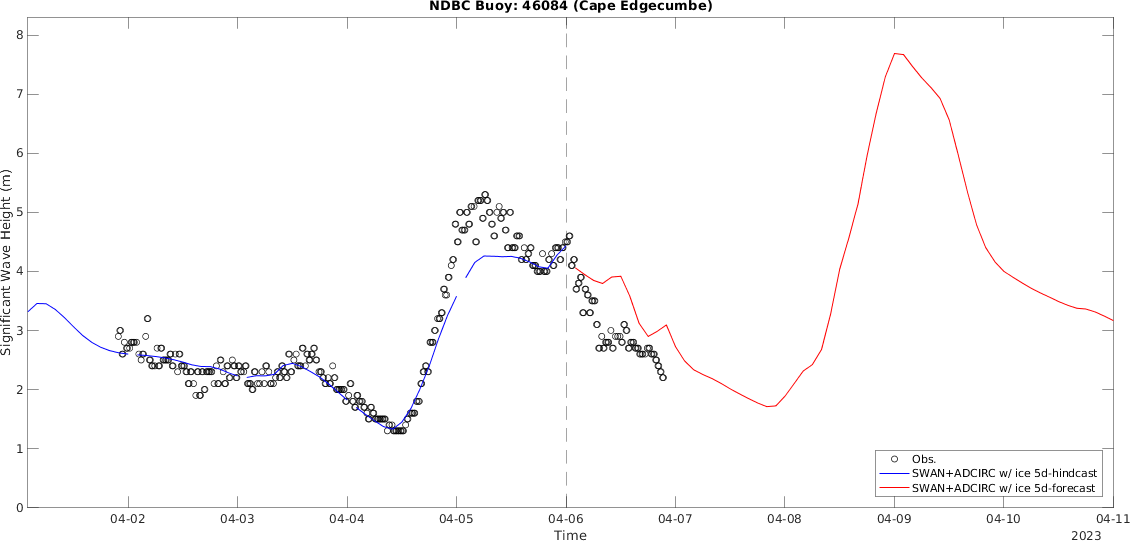 NDBC Buoy: 46084 (Cape Edgecumbe)
8
7
6
5
4
3
2
1
0
Significant Wave Height (m)
Obs.
SWAN+ADCIRC w/ ice 5d-hindcast
SWAN+ADCIRC w/ ice 5d-forecast
04-02 04-03 04-04 04-05 04-06 04-07 04-08 04-09 04-10 04-11
Time
2023